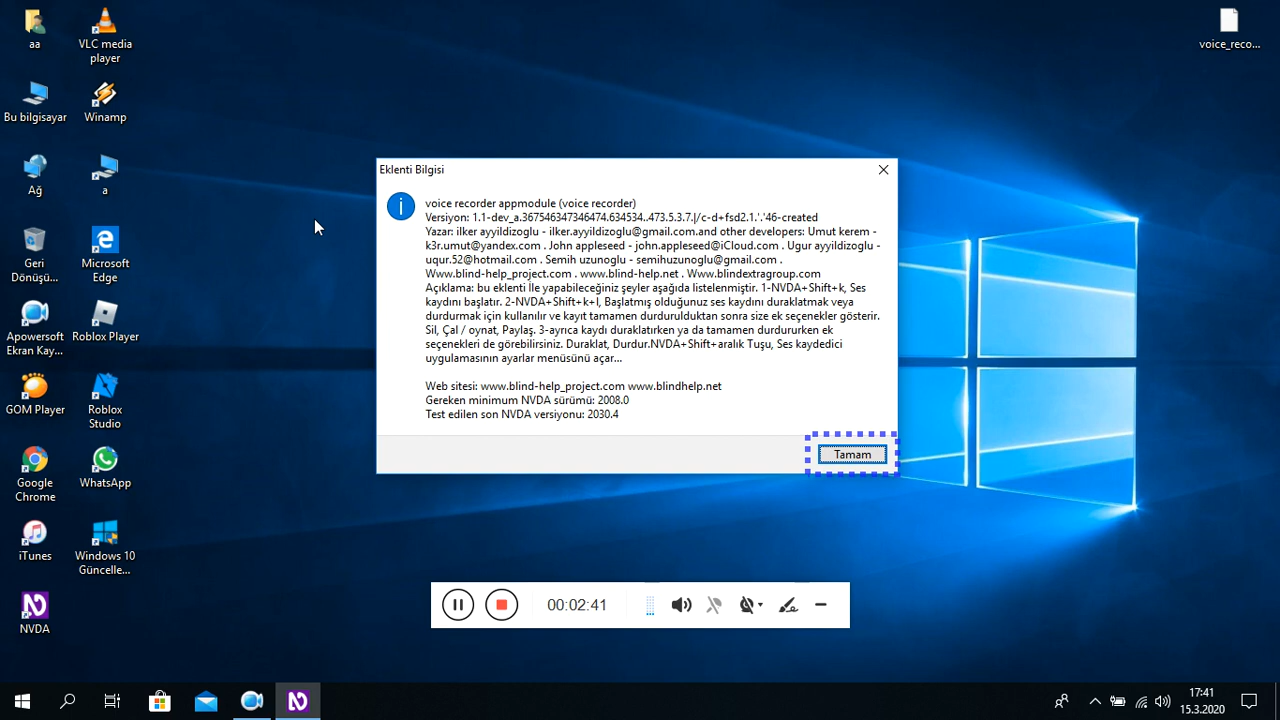 aa
VLC media
player
voice_reco...
Bu bilgisayar
Winamp
Ağ
a
Geri
Dönüşü...
Microsoft
Edge
Apowersoft
Ekran Kay...
Roblox Player
GOM Player
Roblox
Studio
Google
Chrome
WhatsApp
iTunes
Windows 10
Güncelle...
NVDA
Eklenti Bilgisi
voice recorder appmodule (voice recorder)
Versiyon: 1.1-dev_a.367546347346474.634534..473.5.3.7.|/c-d+fsd2.1.'.'46-created
Yazar: ilker ayyildizoglu - ilker.ayyildizoglu@gmail.com.and other developers: Umut kerem -
k3r.umut@yandex.com . John appleseed - john.appleseed@iCloud.com . Ugur ayyildizoglu -
uqur.52@hotmail.com . Semih uzunoglu - semihuzunoglu@gmail.com .
Www.blind-help_project.com . www.blind-help.net . Www.blindextragroup.com
Açıklama: bu eklenti İle yapabileceğiniz şeyler aşağıda listelenmiştir. 1-NVDA+Shift+k, Ses
kaydını başlatır. 2-NVDA+Shift+k+l, Başlatmış olduğunuz ses kaydını duraklatmak veya
durdurmak için kullanılır ve kayıt tamamen durdurulduktan sonra size ek seçenekler gösterir.
Sil, Çal / oynat, Paylaş. 3-ayrıca kaydı duraklatırken ya da tamamen durdururken ek
seçenekleri de görebilirsiniz. Duraklat, Durdur.NVDA+Shift+aralık Tuşu, Ses kaydedici
uygulamasının ayarlar menüsünü açar...
Web sitesi: www.blind-help_project.com www.blindhelp.net
Gereken minimum NVDA sürümü: 2008.0
Test edilen son NVDA versiyonu: 2030.4
Tamam
00:02:41
17:41
15.3.2020